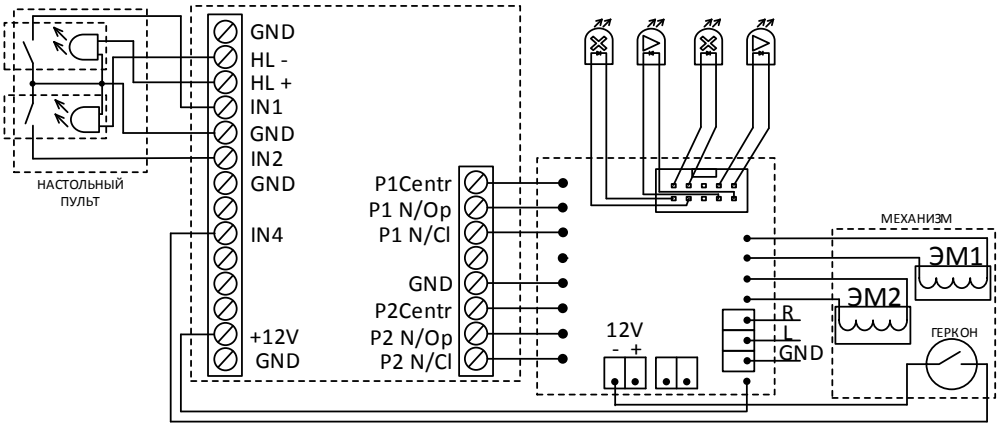 GND
HL -
HL +
IN1
GND
IN2
GND
IN4
+12V
GND
НАСТОЛЬНЫЙ
ПУЛЬТ
P1Centr
P1 N/Op
P1 N/Cl
GND
P2Centr
P2 N/Op
P2 N/Cl
12V
- +
R
L
GND
МЕХАНИЗМ
ЭМ1
ЭМ2
ГЕРКОН